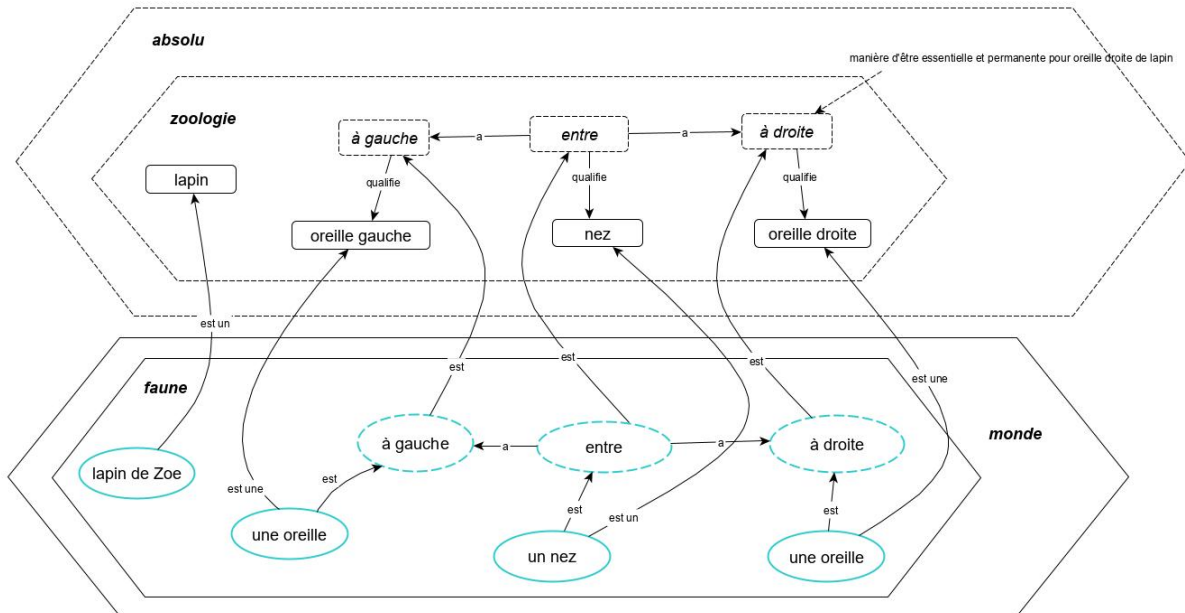 absolu
manière d'être essentielle et permanente pour oreille droite de lapin
zoologie
à gauche
a
entre
a
à droite
lapin
qualifie
qualifie
qualifie
oreille gauche
nez
oreille droite
est un
est
est
est
est une
faune
à gauche
a
entre
a
à droite
monde
lapin de Zoe
est
est une
est
est un
est
une oreille
un nez
une oreille